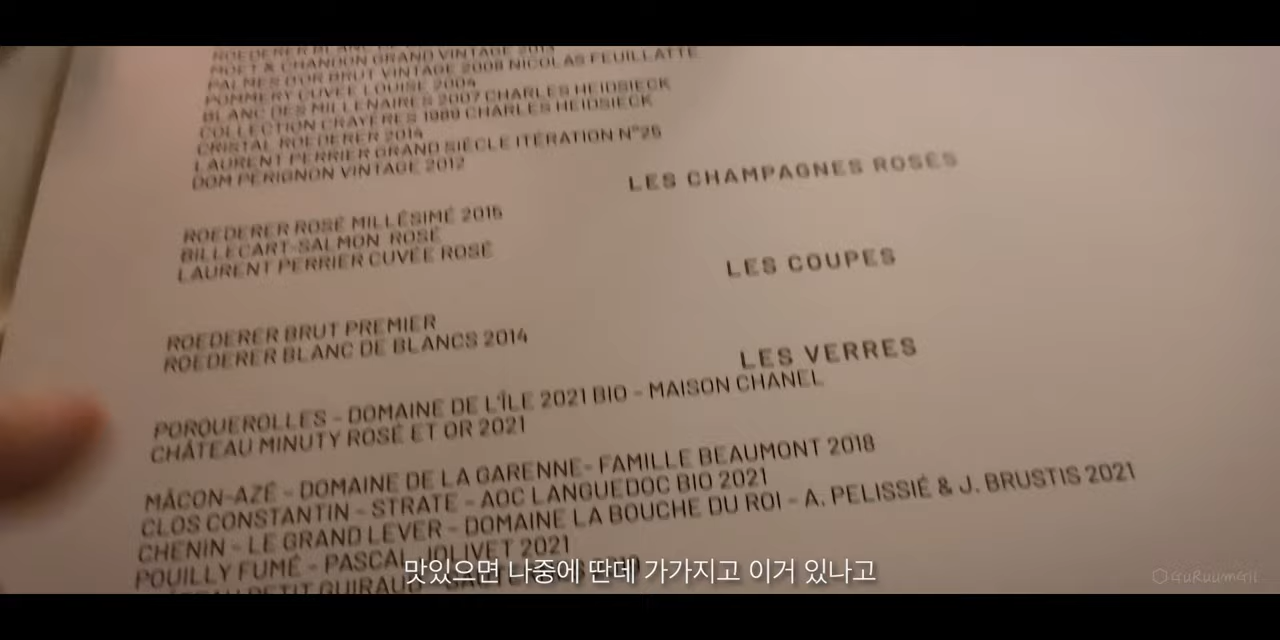 MOËT & CHANDON GRAND VINTAGE
PALMES D'OR BRUT VINTAGE 2008 NICOLAS FEUILLATTE
POMMERY CUVÉE LOUISE 2004
BLANC DES MILLENAIRES 2007 CHARLES HEIDSIECK
COLLECTION CRAYÈRES 1989 CHARLES HEIDSIECK
CRISTAL ROEDERER 2014
LAURENT PERRIER GRAND SIÈCLE ITÉRATION N°25
DOM PÉRIGNON VINTAGE 2012
LES CHAMPAGNES ROSÉS
ROEDERER ROSÉ MILLÉSIMÉ 2015
BILLECART-SALMON ROSÉ
LAURENT PERRIER CUVÉE ROSÉ
LES COUPES
ROEDERER BRUT PREMIER
ROEDERER BLANC DE BLANCS 2014
LES VERRES
PORQUEROLLES - DOMAINE DE L'ÎLE 2021 BIO - MAISON CHANEL
CHÂTEAU MINUTY ROSÉ ET OR 2021
MÂCON-AZÉ - DOMAINE DE LA GARENNE- FAMILLE BEAUMONT 2018
CLOS CONSTANTIN - STRATE - AOC LANGUEDOC BIO 2021
CHENIN - LE GRAND LEVER - DOMAINE LA BOUCHE DU ROI - A. PELISSIÉ & J. BRUSTIS 2021
POUILLY FUMÉ - PASCAL JOLIVET 2021
PETIT GUIRAUD
맛있으면 나중에 딴데 가가지고 이거 있냐고
GuRuumGil